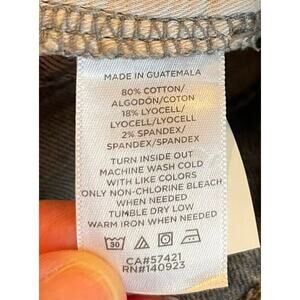 MADE IN GUATEMALA
80% COTTON/
ALGODÓN/COTON
18% LYOCELL/
LYOCELL/LYOCELL
2% SPANDEX/
SPANDEX/SPANDEX
TURN INSIDE OUT
MACHINE WASH COLD
WITH LIKE COLORS
ONLY NON-CHLORINE BLEACH
WHEN NEEDED
TUMBLE DRY LOW
WARM IRON WHEN NEEDED
30
CA#57421
RN#140923